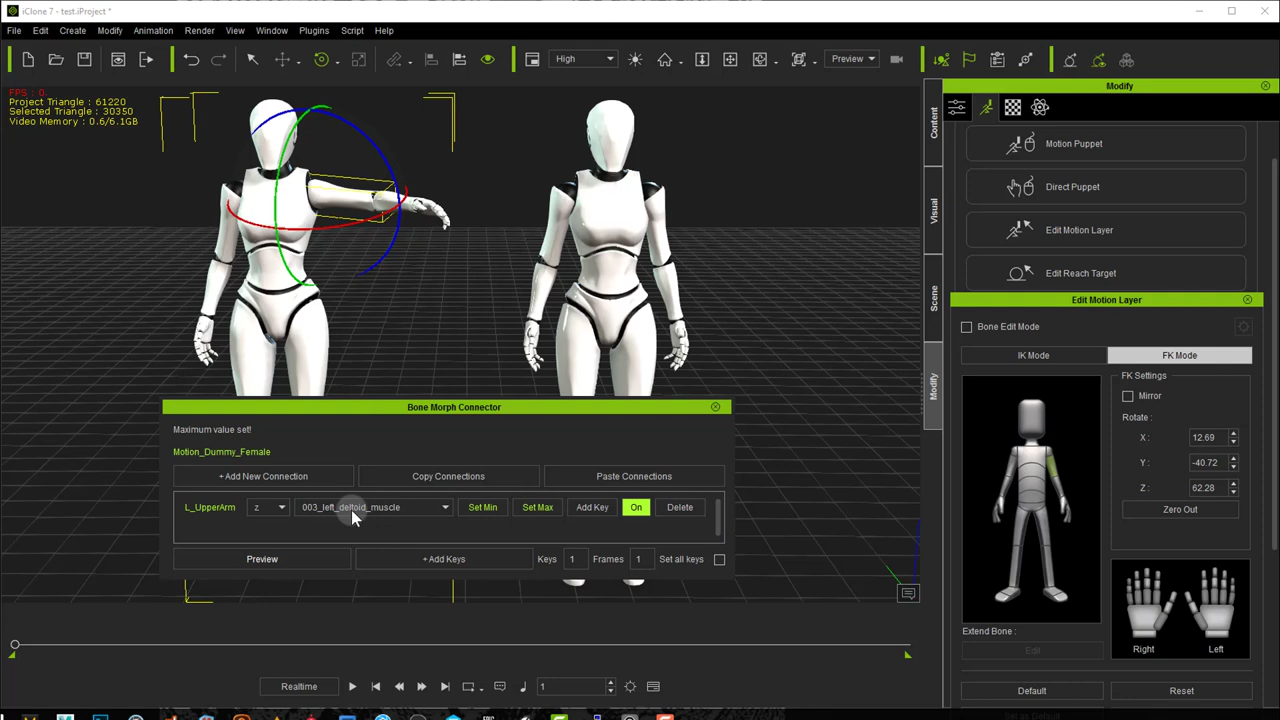 iClone 7 - test.iProject *
File Edit Create Modify Animation Render View Window Plugins Script Help
High
Preview
FPS : 0.
Project Triangle : 61220
Selected Triangle : 30350
Video Memory : 0.6/6.1GB
Content
Visual
Scene
Modify
Modify
Motion Puppet
Direct Puppet
Edit Motion Layer
Edit Reach Target
Edit Motion Layer
Bone Edit Mode
IK Mode FK Mode
FK Settings
Mirror
Rotate :
X : 12.69
Y : -40.72
Z : 62.28
Zero Out
Extend Bone :
Edit
Right Left
Default Reset
Bone Morph Connector
Maximum value set!
Motion_Dummy_Female
+ Add New Connection Copy Connections Paste Connections
L_UpperArm z 003_left_deltoid_muscle Set Min Set Max Add Key On Delete
Preview + Add Keys Keys 1 Frames 1 Set all keys
Realtime 1